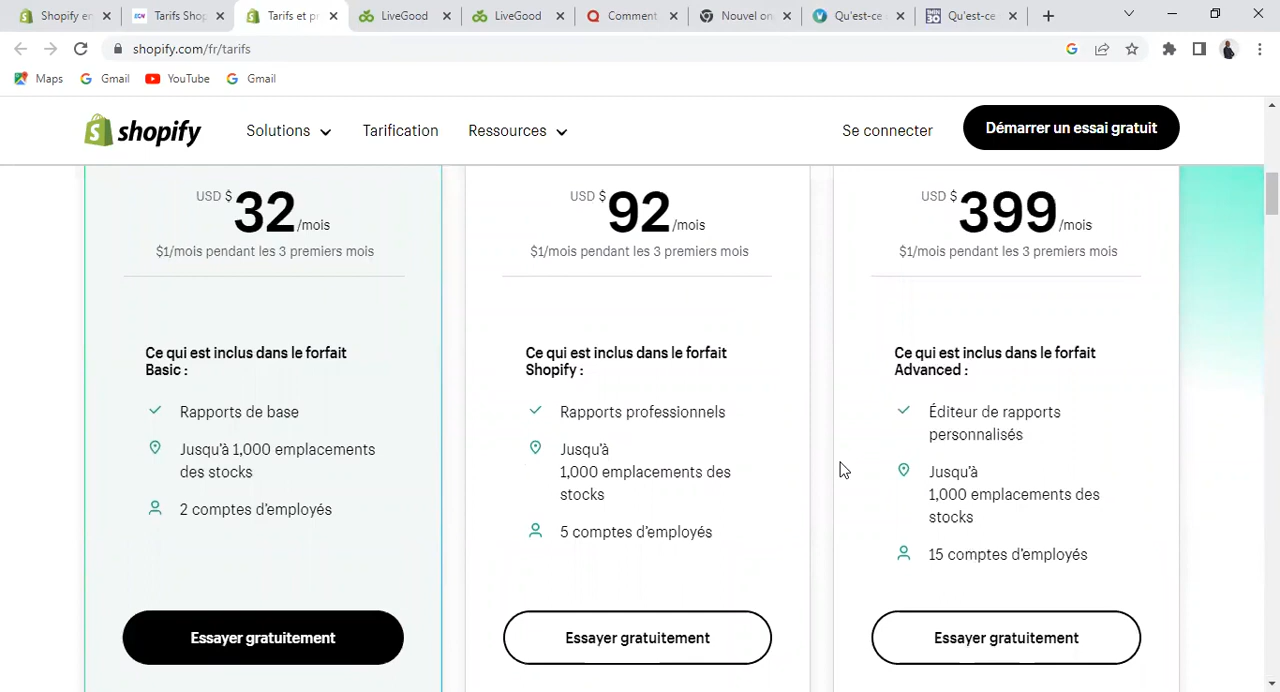 Shopify en
Tarifs Shop
Tarifs et pr
LiveGood
LiveGood
Comment
Nouvel on
Qu'est-ce
Qu'est-ce
shopify.com/fr/tarifs
Maps
Gmail
YouTube
Gmail
shopify
Solutions
Tarification
Ressources
Se connecter
Démarrer un essai gratuit
USD $ 32 /mois
$1/mois pendant les 3 premiers mois
Ce qui est inclus dans le forfait
Basic :
Rapports de base
Jusqu'à 1,000 emplacements
des stocks
2 comptes d'employés
Essayer gratuitement
USD $ 92 /mois
$1/mois pendant les 3 premiers mois
Ce qui est inclus dans le forfait
Shopify :
Rapports professionnels
Jusqu'à
1,000 emplacements des
stocks
5 comptes d'employés
Essayer gratuitement
USD $ 399 /mois
$1/mois pendant les 3 premiers mois
Ce qui est inclus dans le forfait
Advanced :
Éditeur de rapports
personnalisés
Jusqu'à
1,000 emplacements des
stocks
15 comptes d'employés
Essayer gratuitement